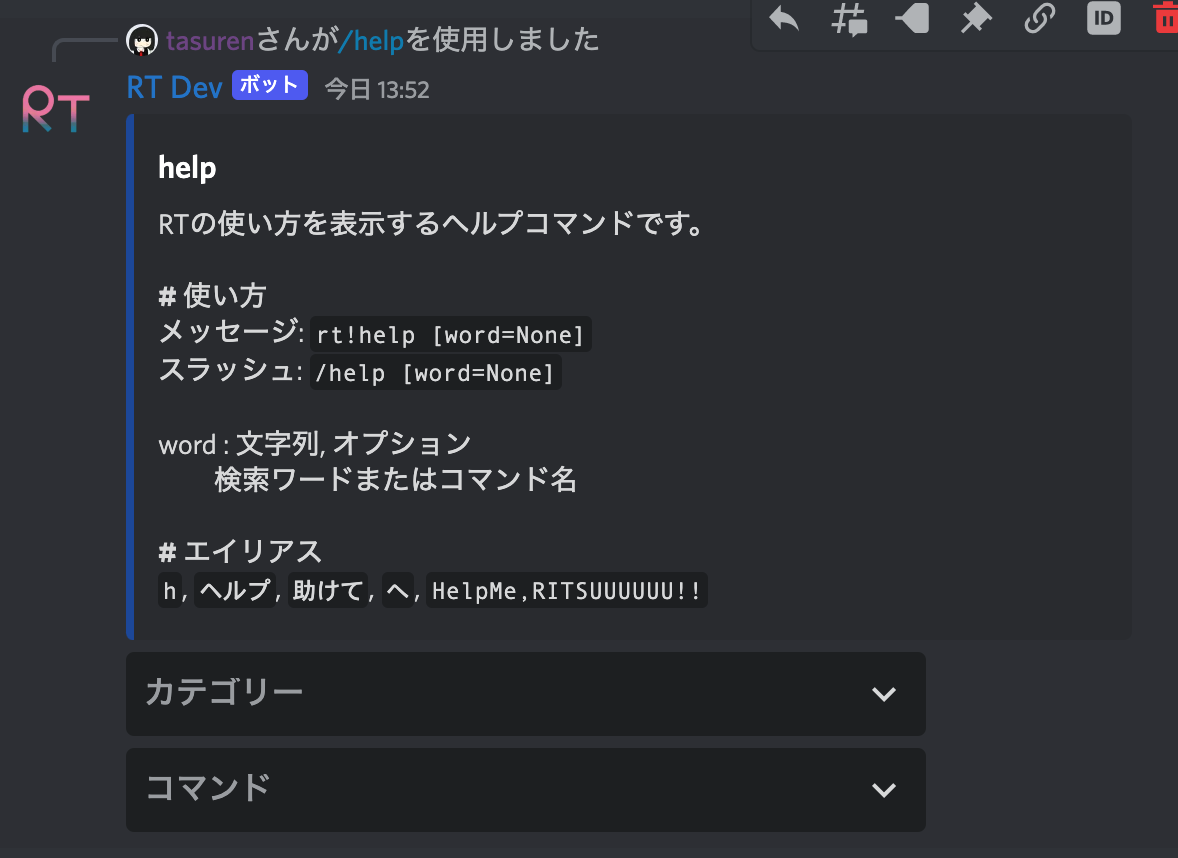 tasurenさんが/helpを使用しました
RT
RT Dev ボット 今日 13:52
ID
help
RTの使い方を表示するヘルプコマンドです。
# 使い方
メッセージ: rt!help [word=None]
スラッシュ: /help [word=None]
word : 文字列, オプション
検索ワードまたはコマンド名
# エイリアス
h, ヘルプ, 助けて, へ, HelpMe,RITSUUUUUU!!
カテゴリー
コマンド